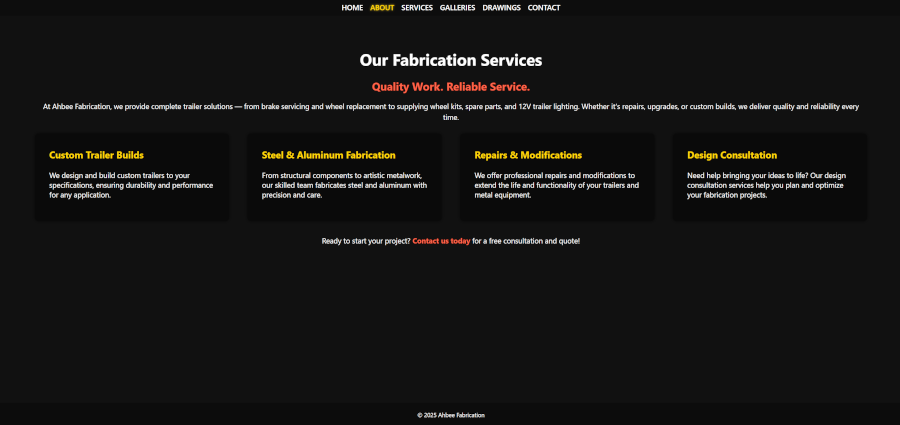 HOME ABOUT SERVICES GALLERIES DRAWINGS CONTACT
Our Fabrication Services
Quality Work. Reliable Service.
At Ahbee Fabrication, we provide complete trailer solutions — from brake servicing and wheel replacement to supplying wheel kits, spare parts, and 12V trailer lighting. Whether it's repairs, upgrades, or custom builds, we deliver quality and reliability every
time.
Custom Trailer Builds
We design and build custom trailers to your
specifications, ensuring durability and performance
for any application.
Steel & Aluminum Fabrication
From structural components to artistic metalwork,
our skilled team fabricates steel and aluminum with
precision and care.
Repairs & Modifications
We offer professional repairs and modifications to
extend the life and functionality of your trailers and
metal equipment.
Design Consultation
Need help bringing your ideas to life? Our design
consultation services help you plan and optimize
your fabrication projects.
Ready to start your project? Contact us today for a free consultation and quote!
© 2025 Ahbee Fabrication